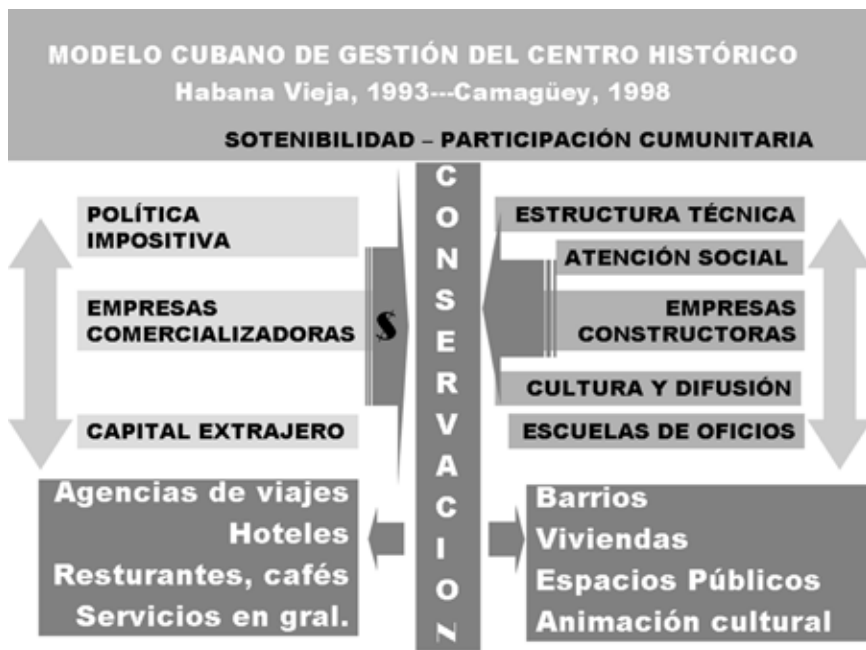 MODELO CUBANO DE GESTIÓN DEL CENTRO HISTÓRICO
Habana Vieja, 1993---Camagüey, 1998
SOTENIBILIDAD – PARTICIPACIÓN CUMUNITARIA
POLÍTICA
IMPOSITIVA
EMPRESAS
COMERCIALIZADORAS
CAPITAL EXTRAJERO
$
CONSERVACION
ESTRUCTURA TÉCNICA
ATENCIÓN SOCIAL
EMPRESAS
CONSTRUCTORAS
CULTURA Y DIFUSIÓN
ESCUELAS DE OFICIOS
Agencias de viajes
Hoteles
Resturantes, cafés
Servicios en gral.
Barrios
Viviendas
Espacios Públicos
Animación cultural